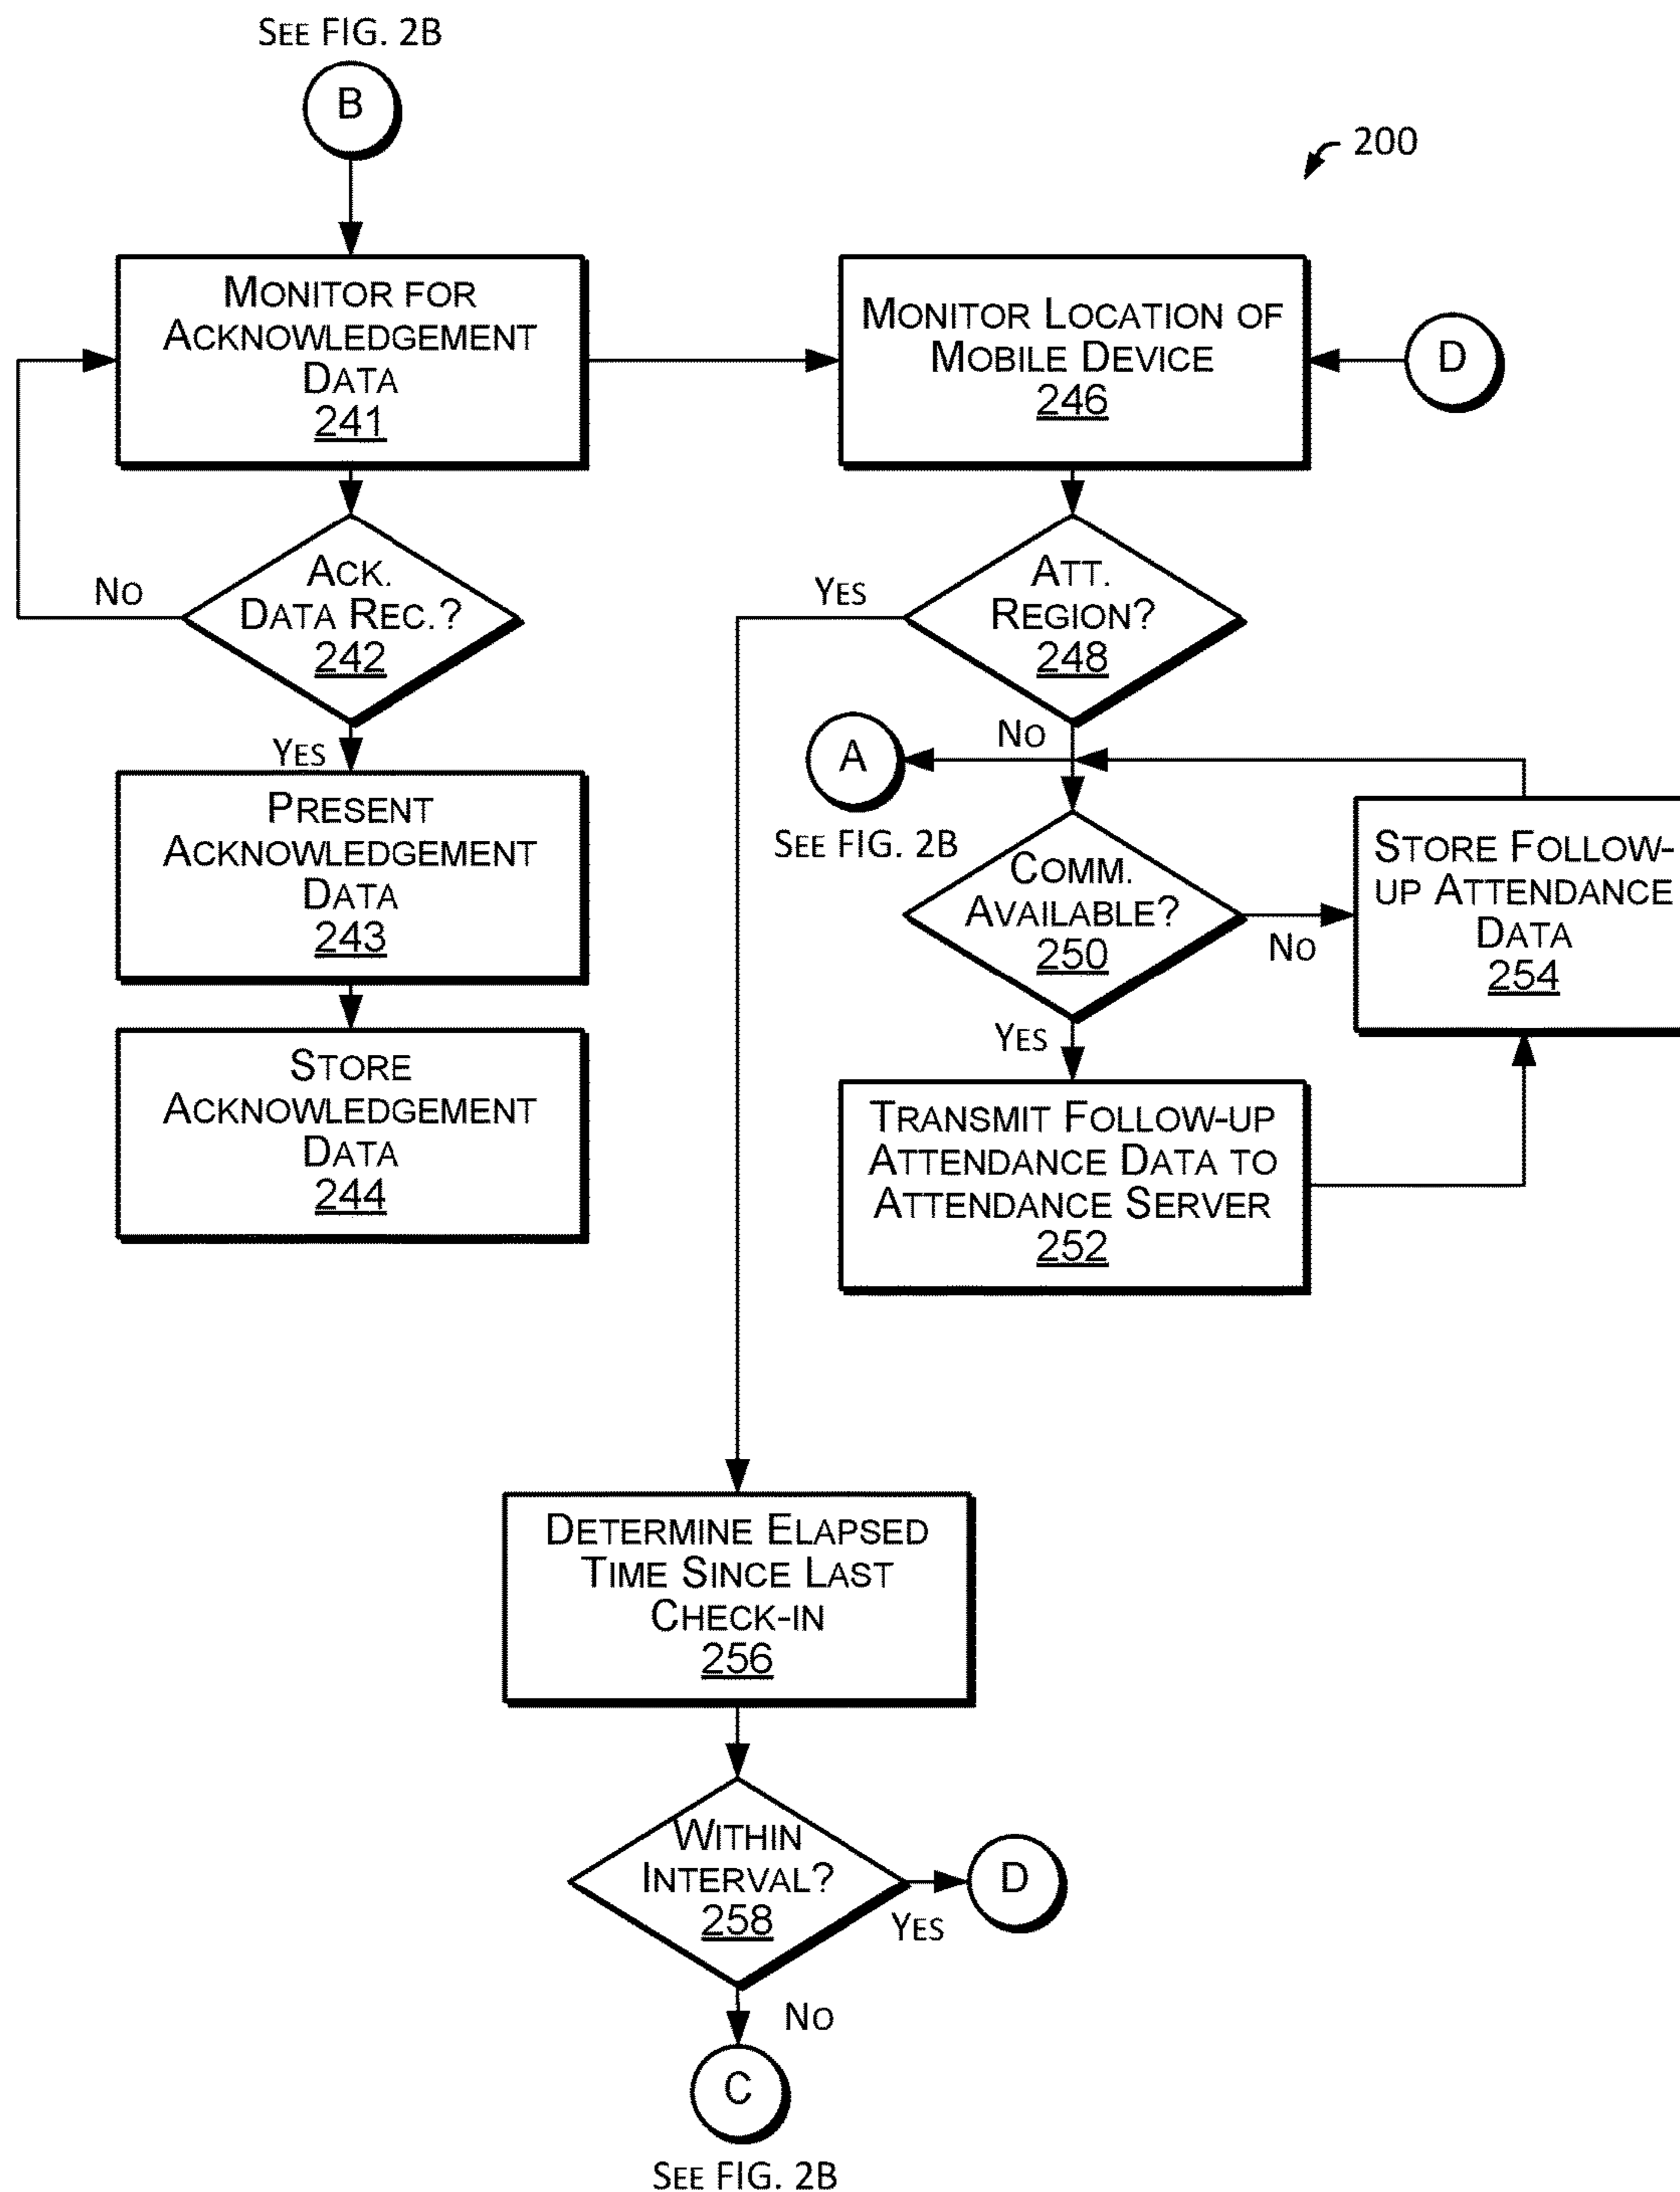 SEE FIG. 2B
B
200
MONITOR FOR
ACKNOWLEDGEMENT
DATA
241
MONITOR LOCATION OF
MOBILE DEVICE
246
D
ACK.
DATA REC.?
242
NO
YES
ATT.
REGION?
248
YES
NO
A
SEE FIG. 2B
PRESENT
ACKNOWLEDGEMENT
DATA
243
COMM.
AVAILABLE?
250
NO
YES
STORE FOLLOW-
UP ATTENDANCE
DATA
254
STORE
ACKNOWLEDGEMENT
DATA
244
TRANSMIT FOLLOW-UP
ATTENDANCE DATA TO
ATTENDANCE SERVER
252
DETERMINE ELAPSED
TIME SINCE LAST
CHECK-IN
256
WITHIN
INTERVAL?
258
YES
D
NO
C
SEE FIG. 2B